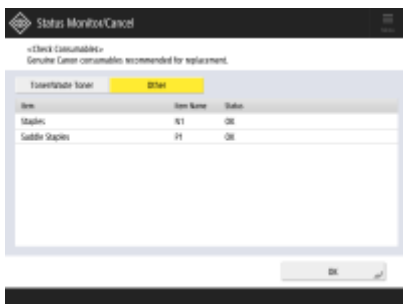 Status Monitor/Cancel
<Check Consumables>
Genuine Canon consumables recommended for replacement.
Toner/Waste Toner Other
Item Item Name Status
Staples N1 OK
Saddle Staples P1 OK
OK